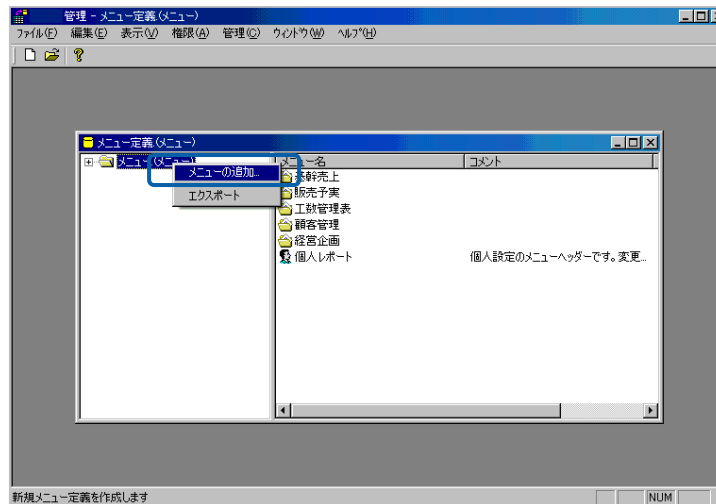 管理 - メニュー定義(メニュー)
ファイル(F) 編集(E) 表示(V) 権限(A) 管理(C) ウィンドウ(W) ヘルプ(H)
メニュー定義(メニュー)
メニュー(メニュー)
メニューの追加...
エクスポート
メニュー名 コメント
基幹売上
販売予実
工数管理表
顧客管理
経営企画
個人レポート 個人設定のメニューヘッダーです。変更...
新規メニュー定義を作成します
NUM